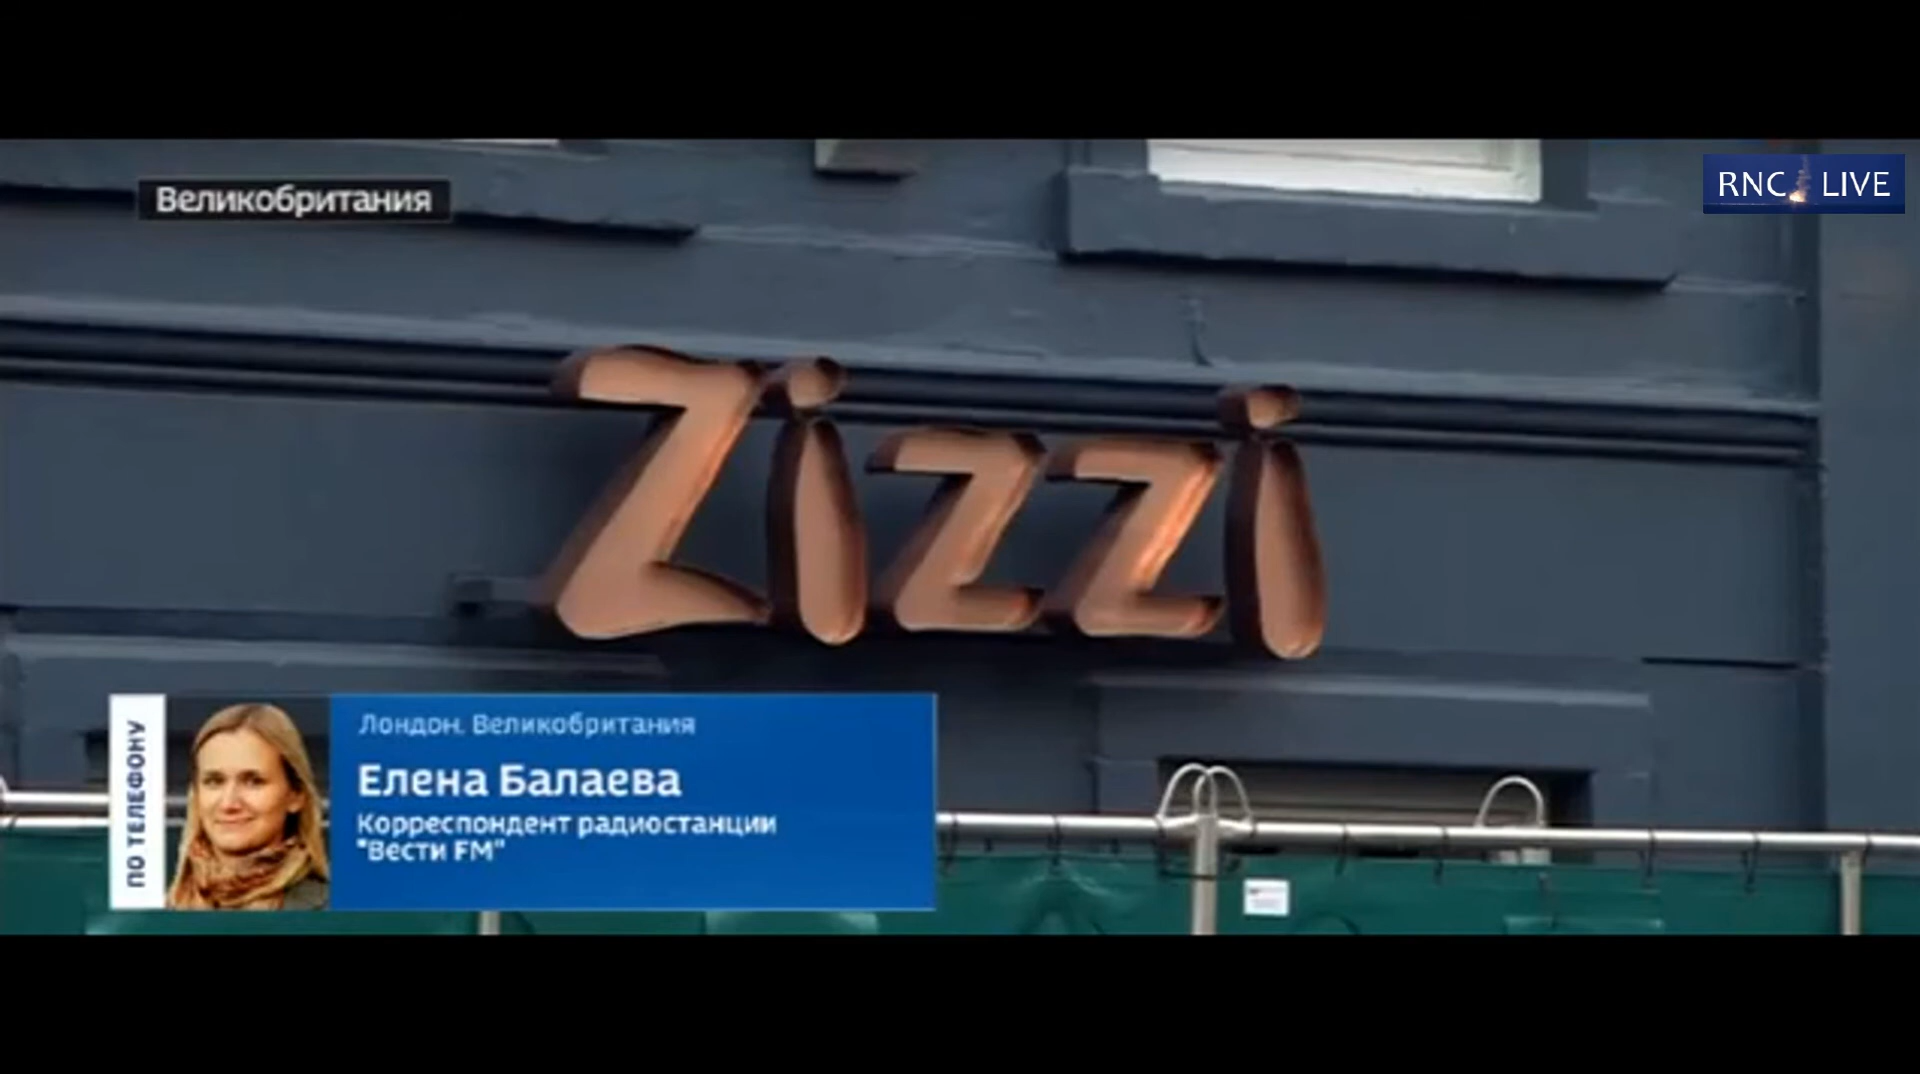 Великобритания
RNC LIVE
Zizzi
ПО ТЕЛЕФОНУ
Лондон. Великобритания
Елена Балаева
Корреспондент радиостанции
"Вести FM"